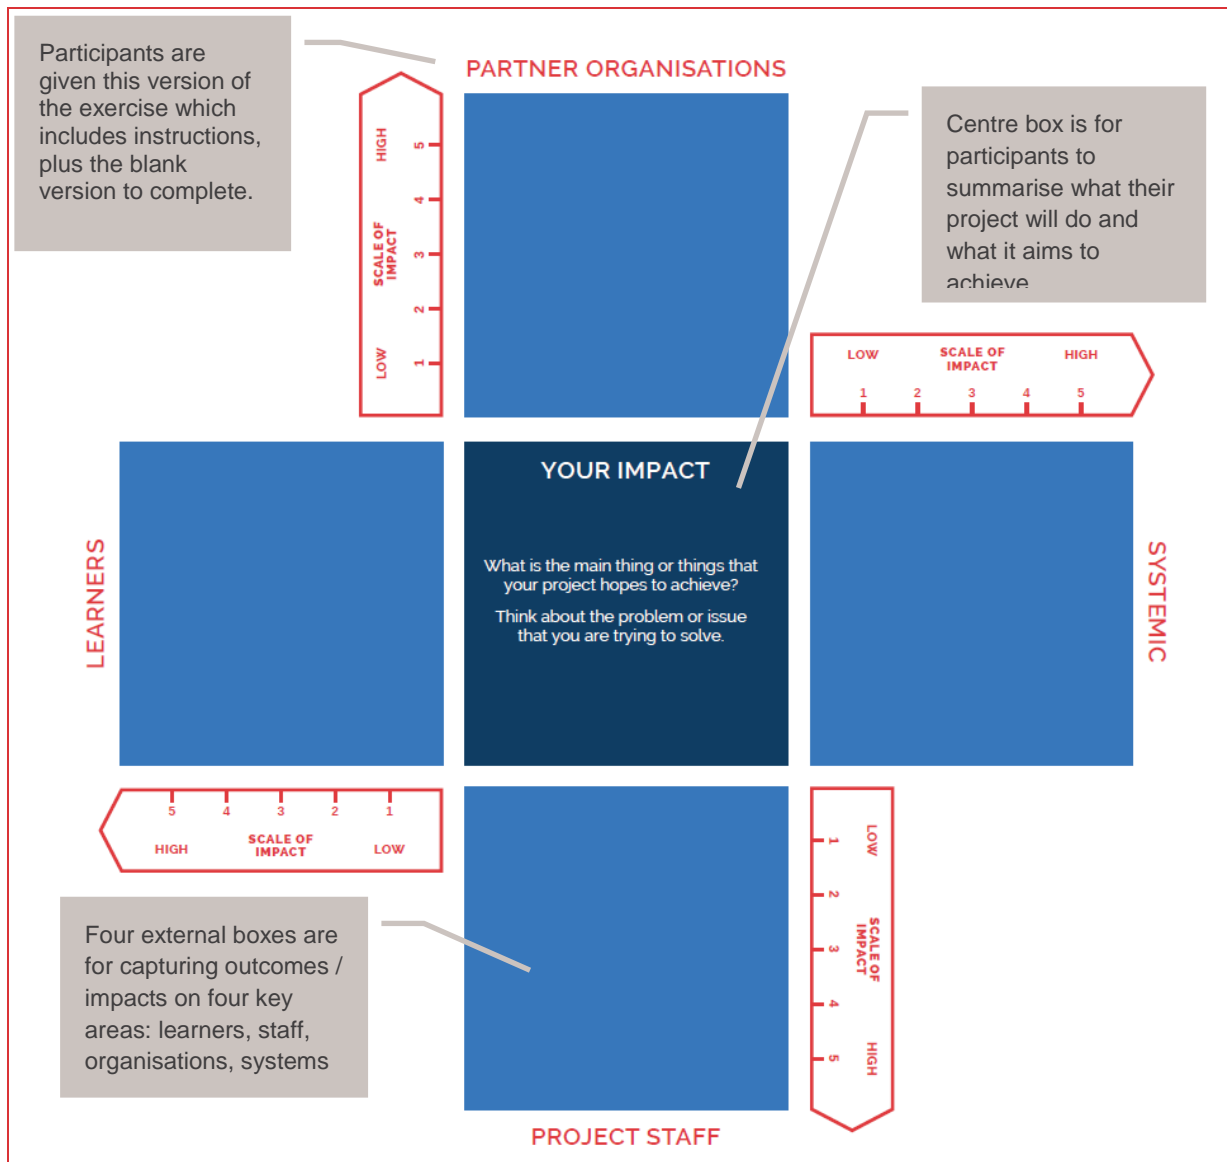 Participants are
given this version of
the exercise which
includes instructions,
plus the blank
version to complete.
PARTNER ORGANISATIONS
HIGH
SCALE OF
IMPACT
LOW
5
4
3
2
1
Centre box is for
participants to
summarise what their
project will do and
what it aims to
achieve
LOW
SCALE OF
IMPACT
HIGH
1 2 3 4 5
LEARNERS
YOUR IMPACT
What is the main thing or things that
your project hopes to achieve?
Think about the problem or issue
that you are trying to solve.
SYSTEMIC
5 4 3 2 1
HIGH
SCALE OF
IMPACT
LOW
Four external boxes are
for capturing outcomes /
impacts on four key
areas: learners, staff,
organisations, systems
LOW
SCALE OF
IMPACT
HIGH
1
2
3
4
5
PROJECT STAFF